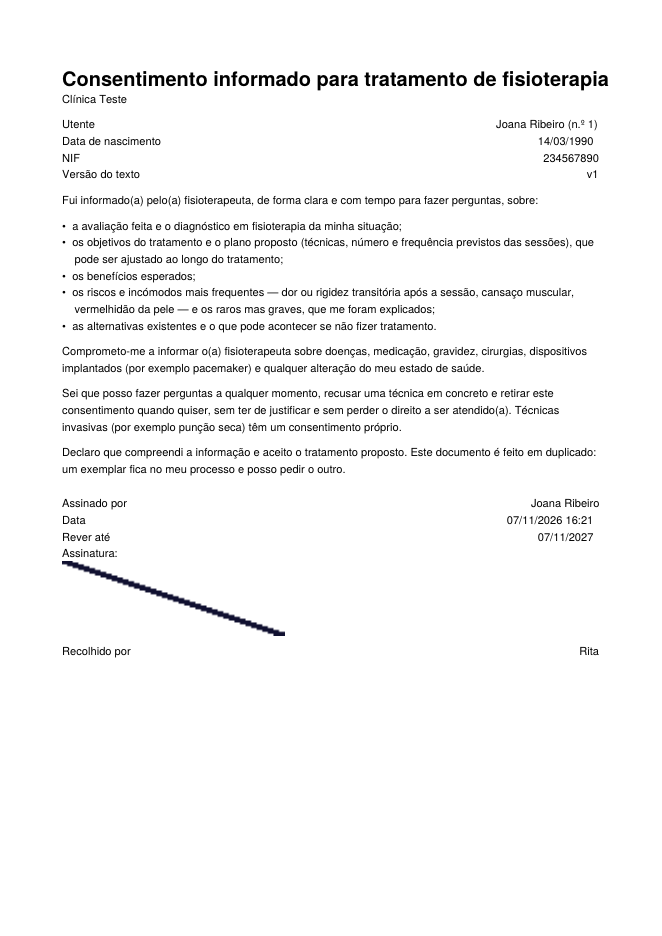 Consentimento informado para tratamento de fisioterapia
Clínica Teste
Utente Joana Ribeiro (n.º 1)
Data de nascimento 14/03/1990
NIF 234567890
Versão do texto v1
Fui informado(a) pelo(a) fisioterapeuta, de forma clara e com tempo para fazer perguntas, sobre:
• a avaliação feita e o diagnóstico em fisioterapia da minha situação;
• os objetivos do tratamento e o plano proposto (técnicas, número e frequência previstos das sessões), que
pode ser ajustado ao longo do tratamento;
• os benefícios esperados;
• os riscos e incómodos mais frequentes — dor ou rigidez transitória após a sessão, cansaço muscular,
vermelhidão da pele — e os raros mas graves, que me foram explicados;
• as alternativas existentes e o que pode acontecer se não fizer tratamento.
Comprometo-me a informar o(a) fisioterapeuta sobre doenças, medicação, gravidez, cirurgias, dispositivos
implantados (por exemplo pacemaker) e qualquer alteração do meu estado de saúde.
Sei que posso fazer perguntas a qualquer momento, recusar uma técnica em concreto e retirar este
consentimento quando quiser, sem ter de justificar e sem perder o direito a ser atendido(a). Técnicas
invasivas (por exemplo punção seca) têm um consentimento próprio.
Declaro que compreendi a informação e aceito o tratamento proposto. Este documento é feito em duplicado:
um exemplar fica no meu processo e posso pedir o outro.
Assinado por Joana Ribeiro
Data 07/11/2026 16:21
Rever até 07/11/2027
Assinatura:
Recolhido por Rita